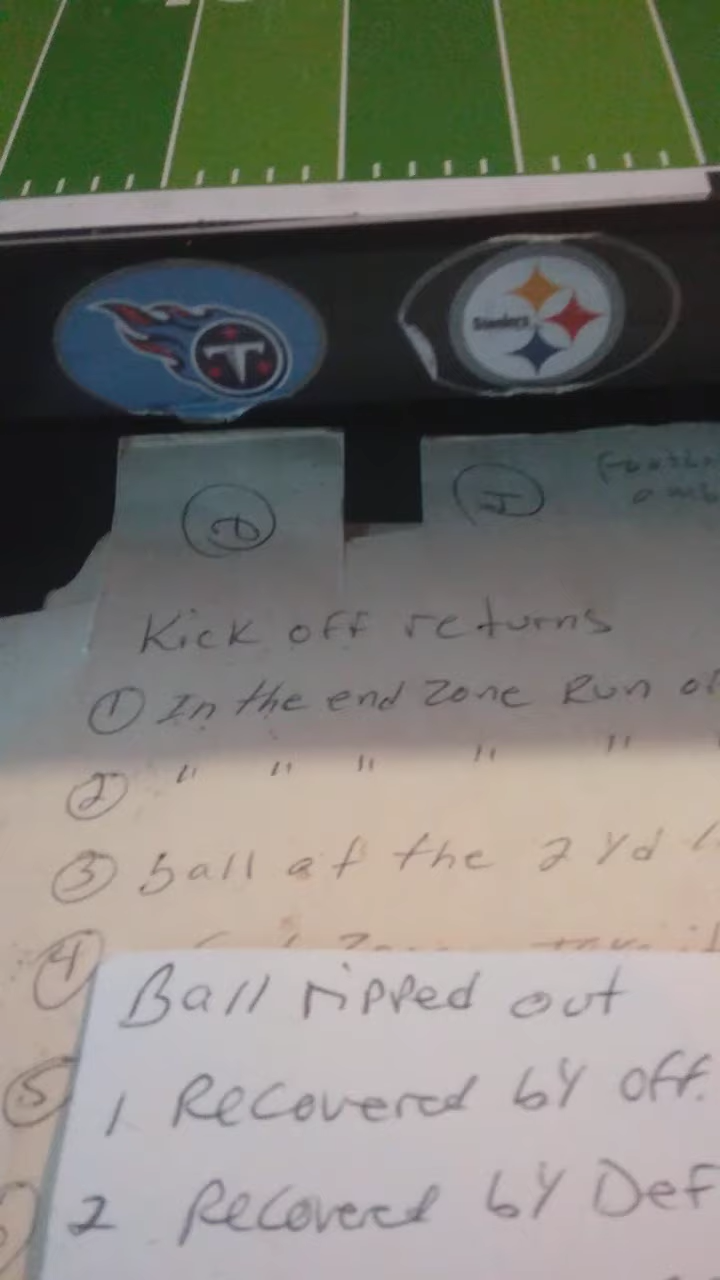 T
Steelers
D
I
Kick off returns
① In the end zone Run
② " " " " "
③ Ball at the 2 Yd
④
Ball ripped out
⑤
1 Recovered by Off.
2 Recovered by Def